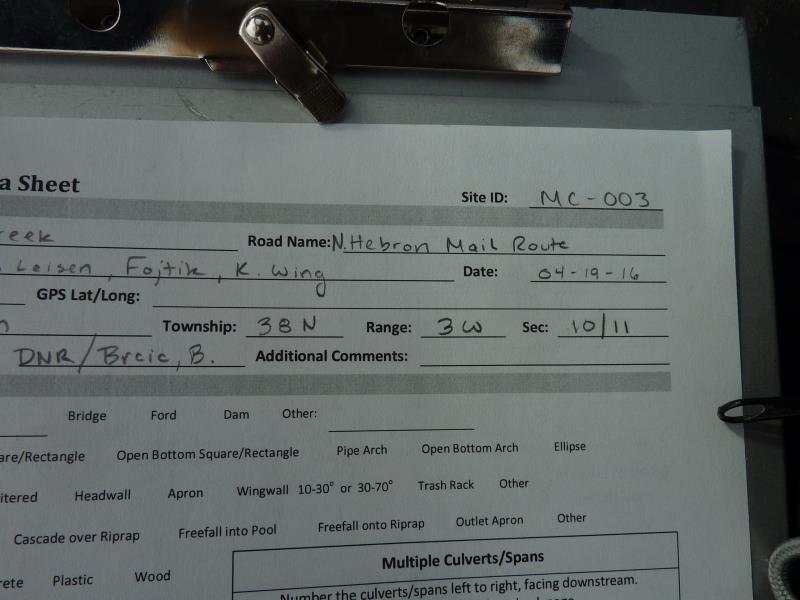 a Sheet
Site ID: MC-003
reek Road Name: N. Hebron Mail Route
Leisen, Fojtik, K. Wing Date: 04-19-16
GPS Lat/Long:
Township: 38N Range: 3W Sec: 10/11
DNR/Brcic, B. Additional Comments:
Bridge Ford Dam Other:
are/Rectangle Open Bottom Square/Rectangle Pipe Arch Open Bottom Arch Ellipse
itered Headwall Apron Wingwall 10-30° or 30-70° Trash Rack Other
Cascade over Riprap Freefall into Pool Freefall onto Riprap Outlet Apron Other
rete Plastic Wood
Multiple Culverts/Spans
Number the culverts/spans left to right, facing downstream.